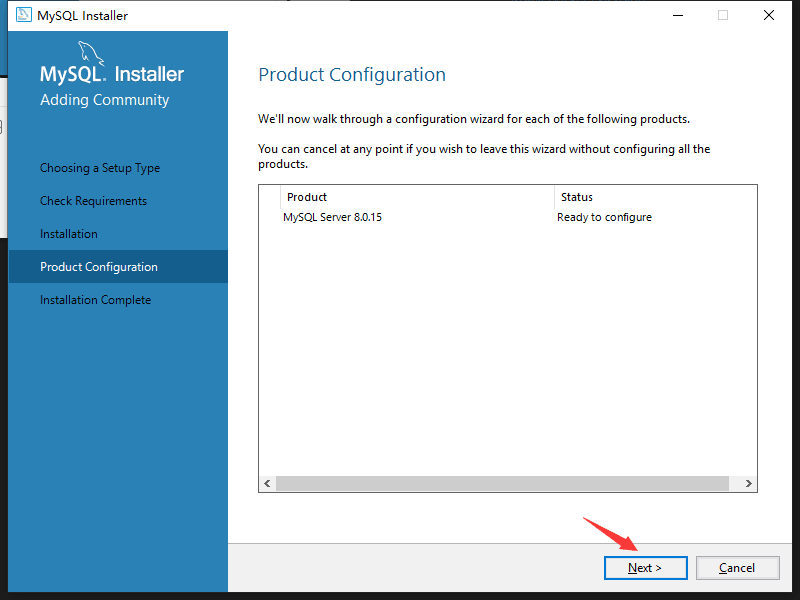 MySQL Installer
MySQL. Installer
Adding Community
Choosing a Setup Type
Check Requirements
Installation
Product Configuration
Installation Complete
Product Configuration
We'll now walk through a configuration wizard for each of the following products.
You can cancel at any point if you wish to leave this wizard without configuring all the
products.
Product Status
MySQL Server 8.0.15 Ready to configure
Next > Cancel